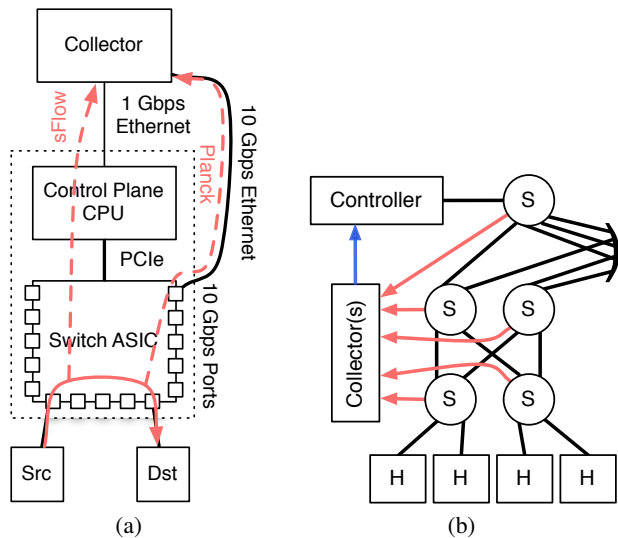 Collector
sFlow
1 Gbps
Ethernet
Planck
10 Gbps Ethernet
Control Plane
CPU
PCIe
Switch ASIC
10 Gbps Ports
Src
Dst
(a)
Controller
S
Collector(s)
S
S
S
S
H
H
H
H
(b)